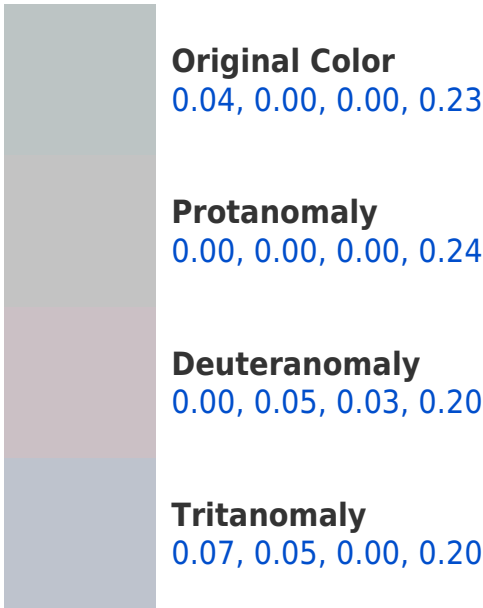 Original Color
0.04, 0.00, 0.00, 0.23
Protanomaly
0.00, 0.00, 0.00, 0.24
Deuteranomaly
0.00, 0.05, 0.03, 0.20
Tritanomaly
0.07, 0.05, 0.00, 0.20